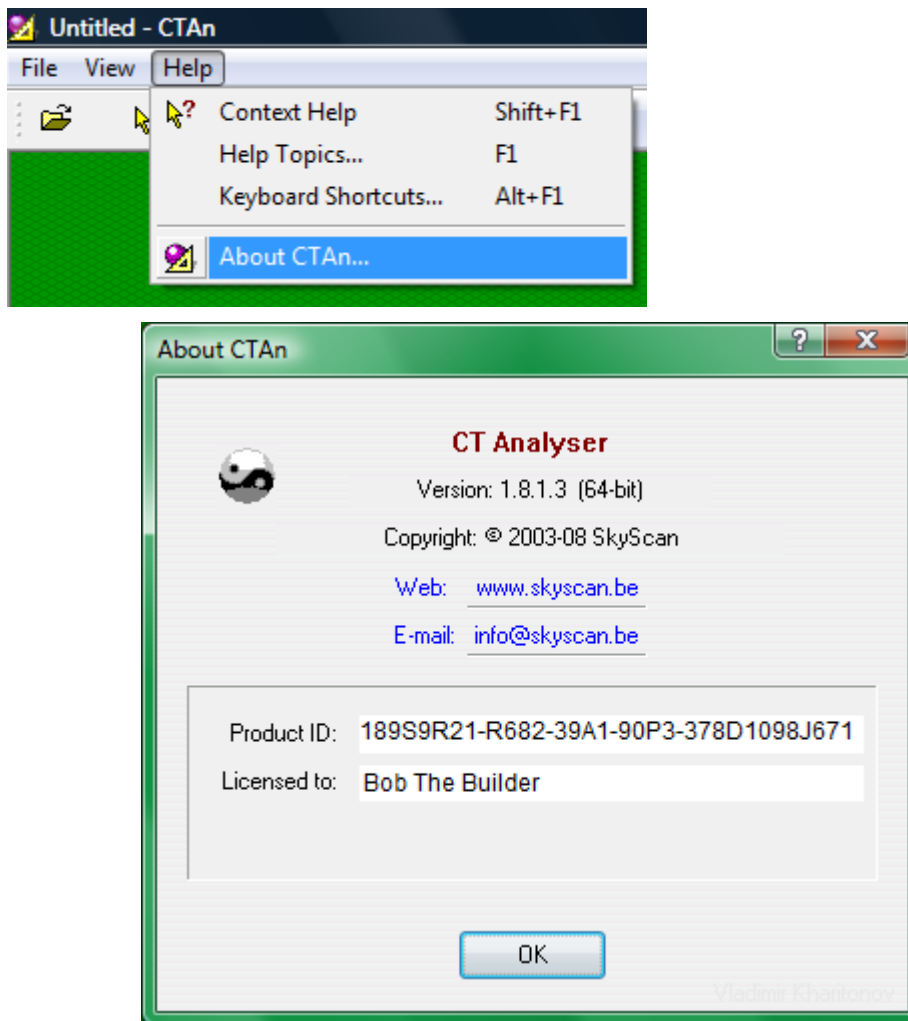 Untitled - CTAn
File View Help
Context Help Shift+F1
Help Topics... F1
Keyboard Shortcuts... Alt+F1
About CTAn...
About CTAn
CT Analyser
Version: 1.8.1.3 (64-bit)
Copyright: © 2003-08 SkyScan
Web: www.skyscan.be
E-mail: info@skyscan.be
Product ID: 189S9R21-R682-39A1-90P3-378D1098J671
Licensed to: Bob The Builder
OK
Vladimir Kharitonov